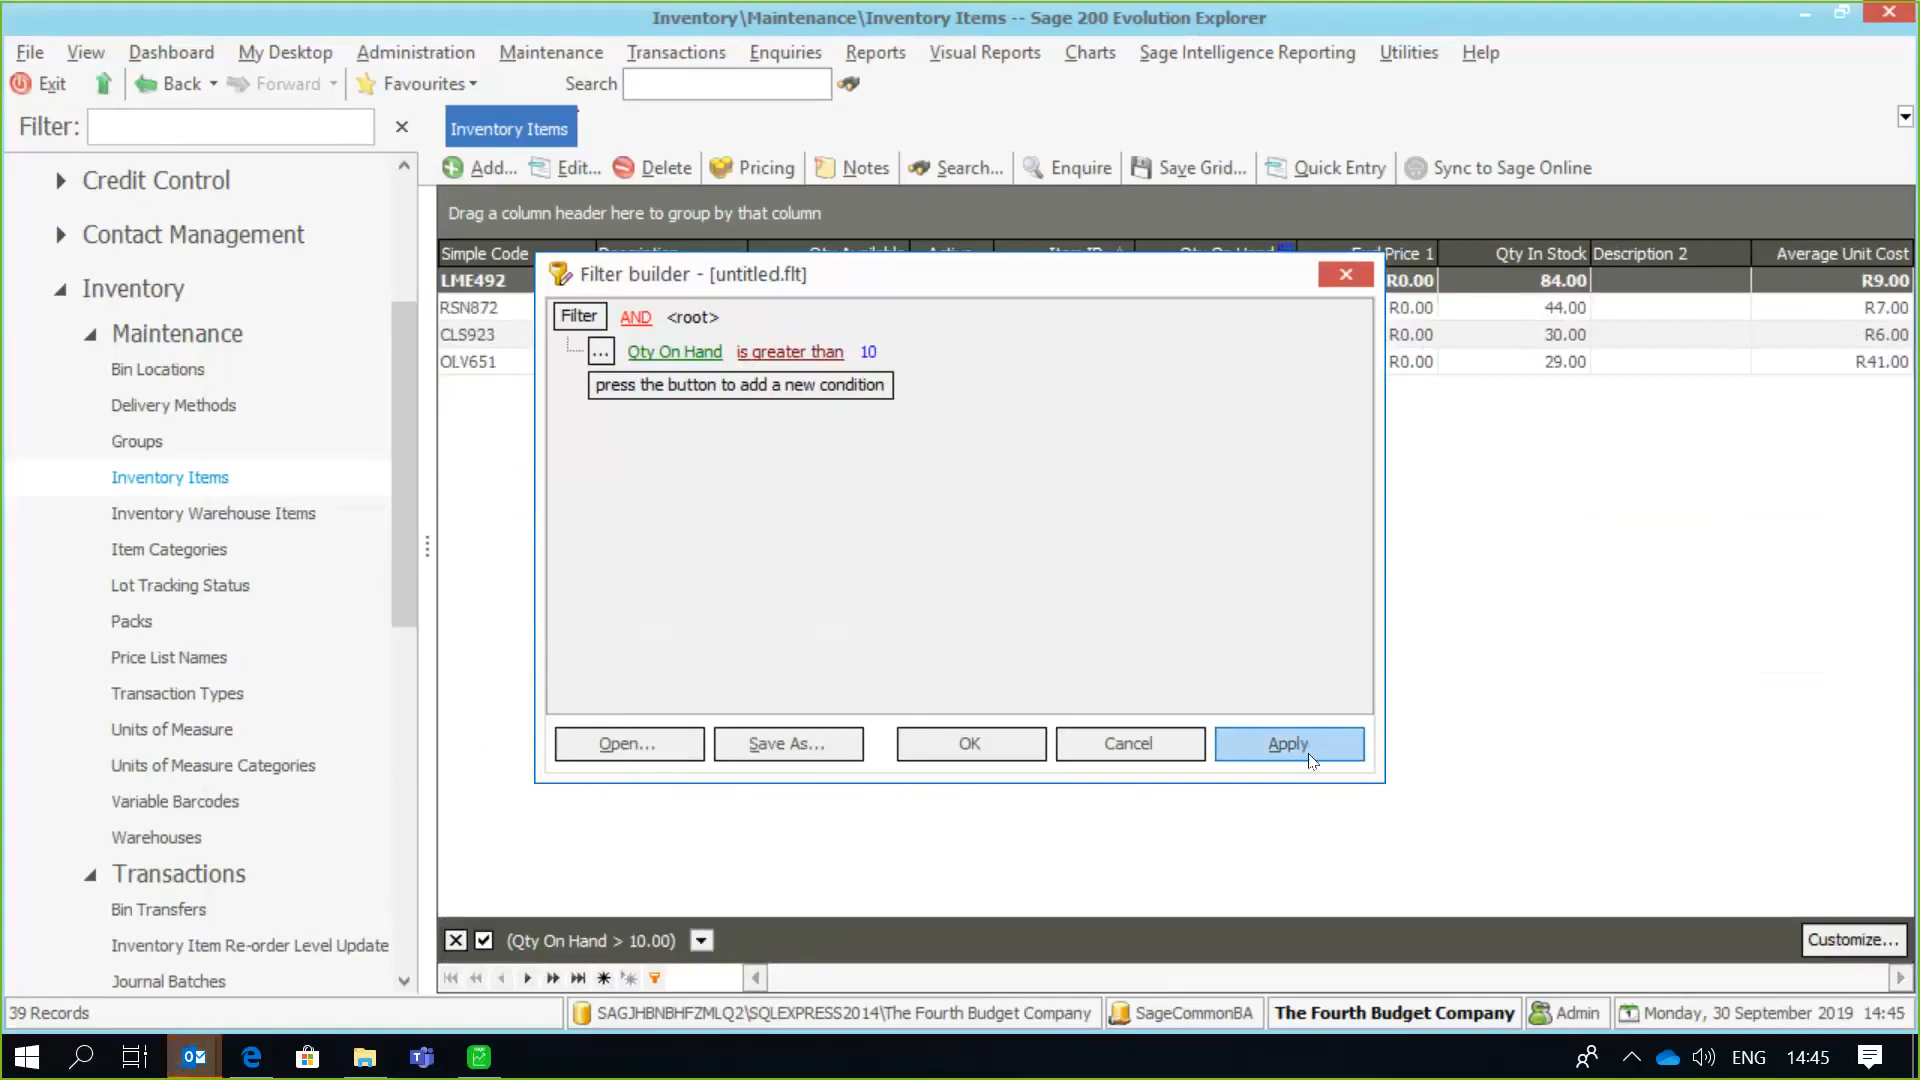 Inventory\Maintenance\Inventory Items -- Sage 200 Evolution Explorer
File View Dashboard My Desktop Administration Maintenance Transactions Enquiries Reports Visual Reports Charts Sage Intelligence Reporting Utilities Help
Exit Back Forward Favourites Search
Filter:
Inventory Items
Add... Edit... Delete Pricing Notes Search... Enquire Save Grid... Quick Entry Sync to Sage Online
Drag a column header here to group by that column
Simple Code Description Qty Available Active Item ID Qty On Hand Excl Price 1 Qty In Stock Description 2 Average Unit Cost
LME492 R0.00 84.00 R9.00
RSN872 R0.00 44.00 R7.00
CLS923 R0.00 30.00 R6.00
OLV651 R0.00 29.00 R41.00
Credit Control
Contact Management
Inventory
Maintenance
Bin Locations
Delivery Methods
Groups
Inventory Items
Inventory Warehouse Items
Item Categories
Lot Tracking Status
Packs
Price List Names
Transaction Types
Units of Measure
Units of Measure Categories
Variable Barcodes
Warehouses
Transactions
Bin Transfers
Inventory Item Re-order Level Update
Journal Batches
Filter builder - [untitled.flt]
Filter AND <root>
... Qty On Hand is greater than 10
press the button to add a new condition
Open... Save As... OK Cancel Apply
(Qty On Hand > 10.00) Customize...
39 Records SAGJHBNBHFZMLQ2\SQLEXPRESS2014\The Fourth Budget Company SageCommonBA The Fourth Budget Company Admin Monday, 30 September 2019 14:45
ENG 14:45